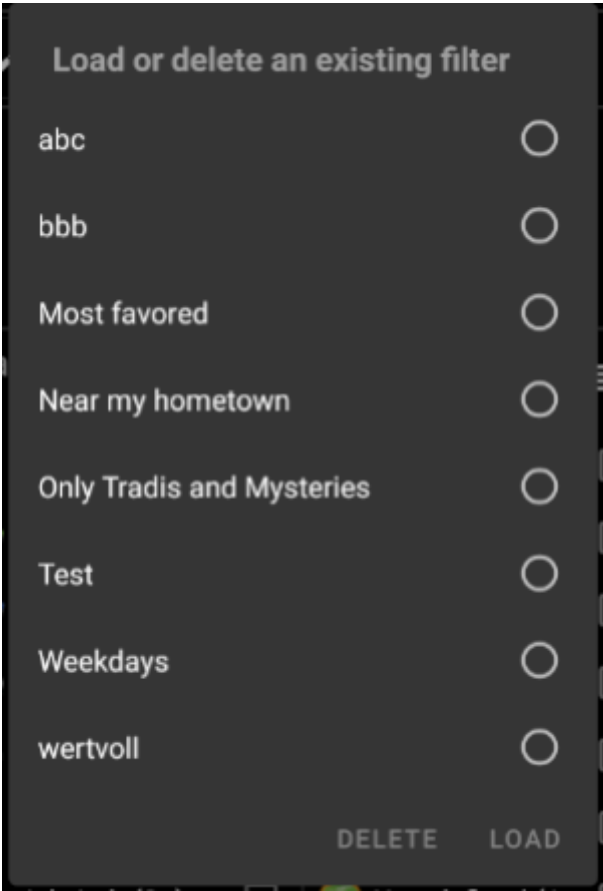 Load or delete an existing filter
abc
bbb
Most favored
Near my hometown
Only Tradis and Mysteries
Test
Weekdays
wertvoll
DELETE LOAD